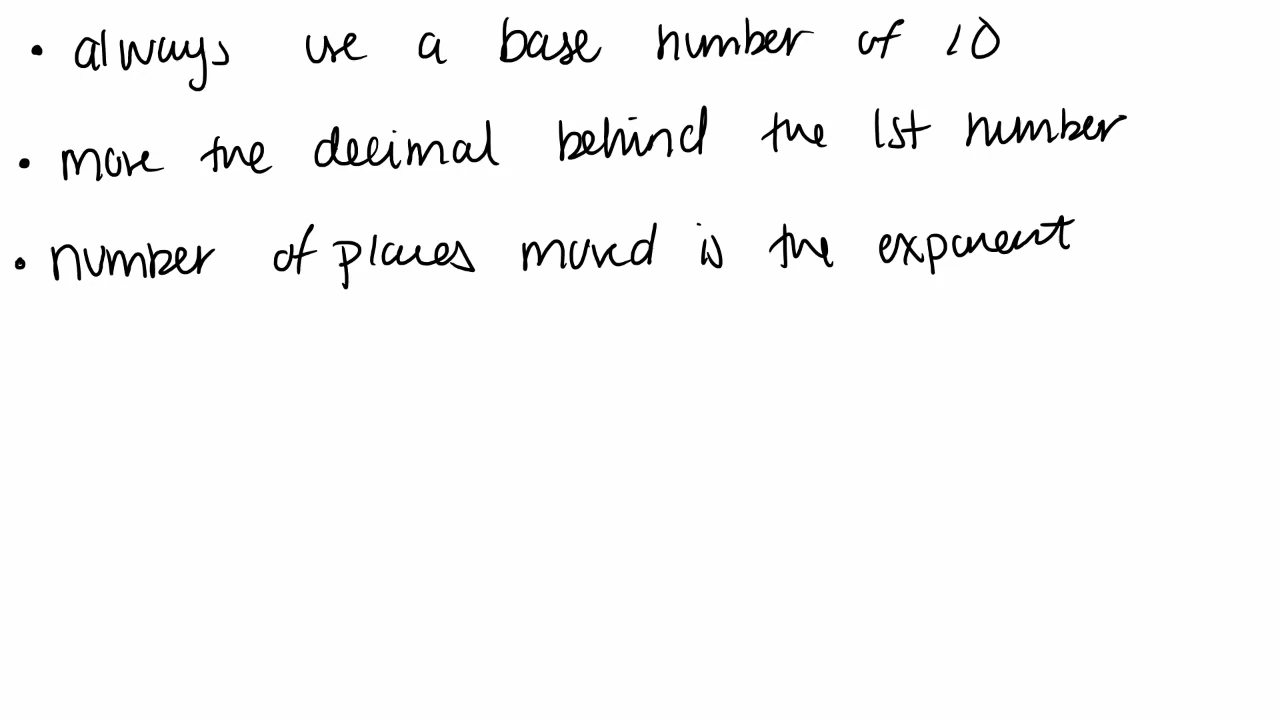 • always use a base number of 10
• move the decimal behind the 1st number
• number of places moved is the exponent